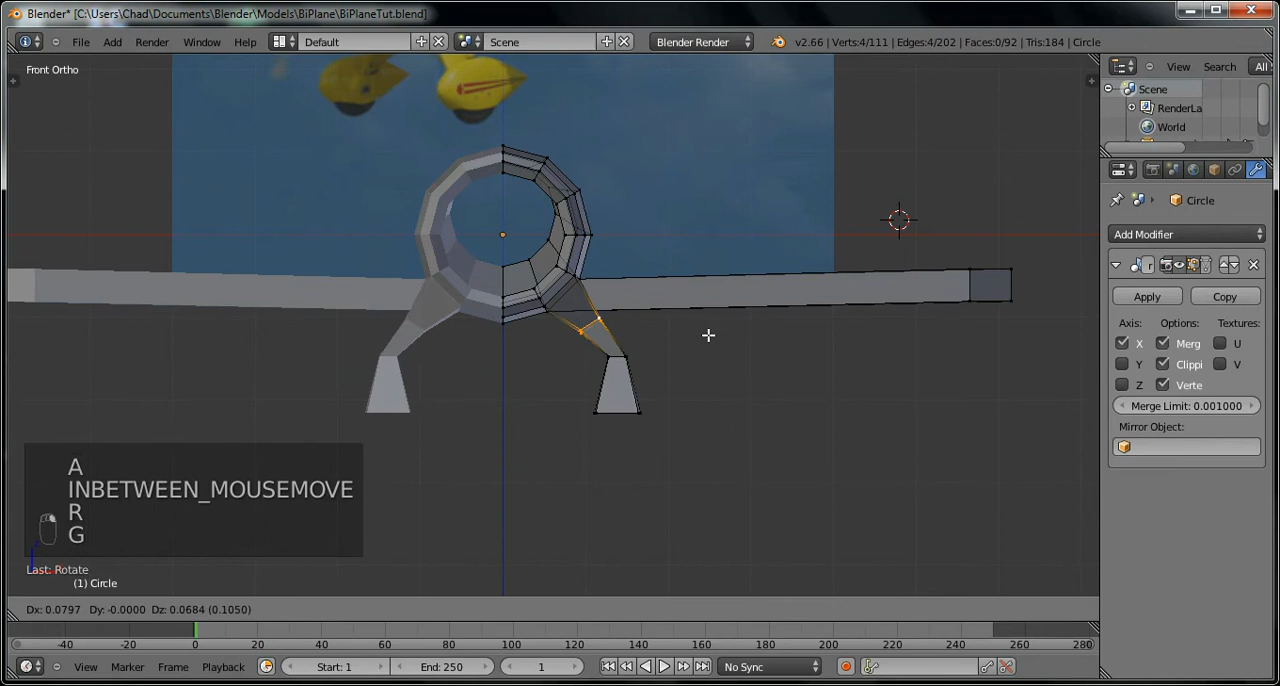 Blender* [C:\Users\Chad\Documents\Blender\Models\BiPlane\BiPlaneTut.blend]
File Add Render Window Help Default Scene Blender Render v2.66 | Verts:4/111 | Edges:4/202 | Faces:0/92 | Tris:184 | Circle
Front Ortho
View Search All
Scene
RenderLa
World
Circle
Add Modifier
Apply Copy
Axis: Options: Textures:
X Merg U
Y Clippi V
Z Verte
Merge Limit: 0.001000
Mirror Object:
A
INBETWEEN_MOUSEMOVE
R
G
Last: Rotate
(1) Circle
Dx: 0.0797 Dy: -0.0000 Dz: 0.0684 (0.1050)
-40 -20 0 20 40 60 80 100 120 140 160 180 200 220 240 260 280
View Marker Frame Playback Start: 1 End: 250 1 No Sync